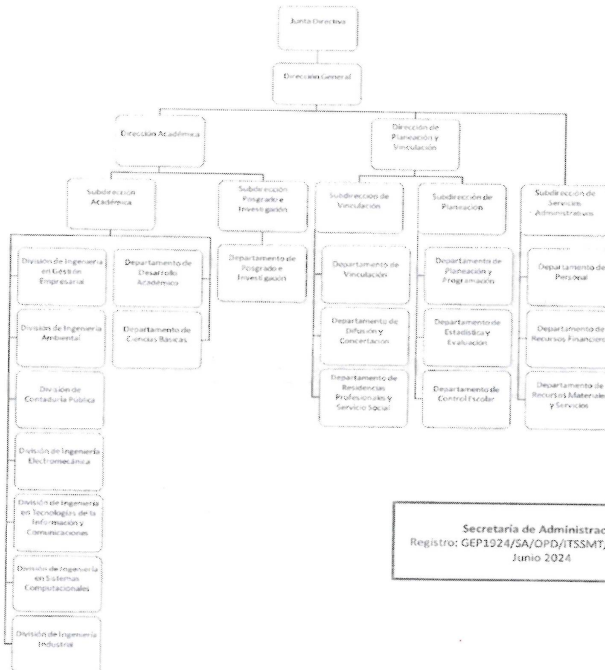 Junta Directiva
Dirección General
Dirección Académica
Dirección de
Planeación y
Vinculación
Subdirección
Académica
Subdirección
Posgrado e
Investigación
Subdirección de
Vinculación
Subdirección de
Planeación
Subdirección de
Servicios
Administrativos
División de Ingeniería
en Gestión
Empresarial
Departamento de
Desarrollo
Académico
Departamento de
Posgrado e
Investigación
Departamento de
Vinculación
Departamento de
Planeación y
Programación
Departamento de
Personal
División de Ingeniería
Ambiental
Departamento de
Ciencias Básicas
Departamento de
Difusión y
Concertación
Departamento de
Estadística y
Evaluación
Departamento de
Recursos Financiero
División de
Contaduría Pública
Departamento de
Residencias
Profesionales y
Servicio Social
Departamento de
Control Escolar
Departamento de
Recursos Materiale
y Servicios
División de Ingeniería
Electromecánica
División de Ingeniería
en Tecnologías de la
Información y
Comunicaciones
División de Ingeniería
en Sistemas
Computacionales
División de Ingeniería
Industrial
Secretaría de Administrac
Registro: GEP1924/SA/OPD/ITSSMT/
Junio 2024